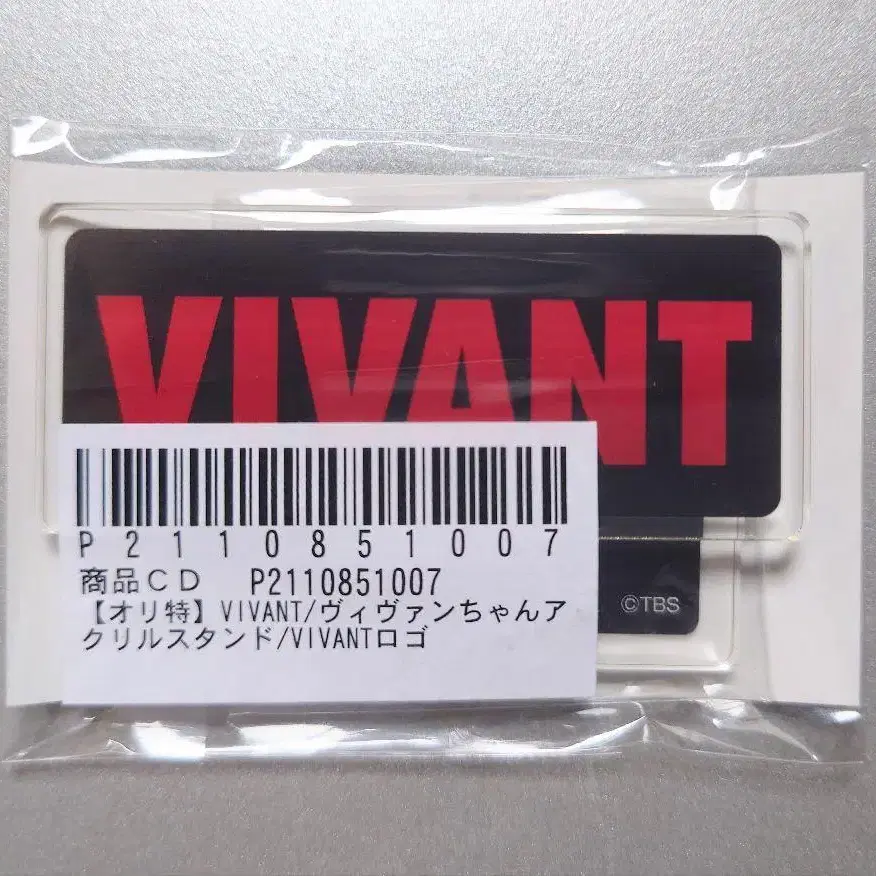 VIVANT
P2110851007
商品CD P2110851007
【オリ特】VIVANT/ヴィヴァンちゃんア
クリルスタンド/VIVANTロゴ
©TBS